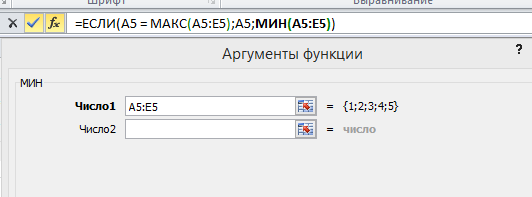 Шрифт Выравнивание
=ЕСЛИ(A5 = МАКС(A5:E5);A5;МИН(A5:E5))
Аргументы функции ?
МИН
Число1 A5:E5 = {1;2;3;4;5}
Число2 = число